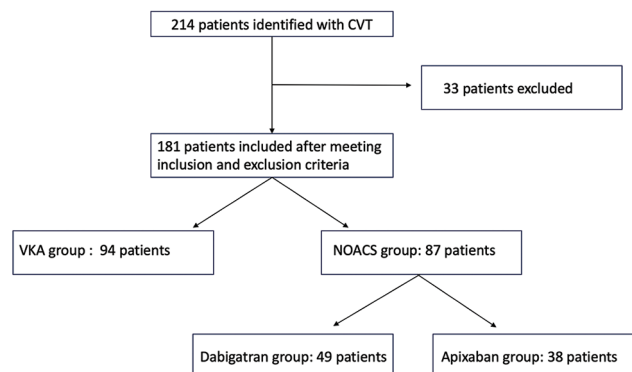 214 patients identified with CVT
33 patients excluded
181 patients included after meeting
inclusion and exclusion criteria
VKA group : 94 patients
NOACS group: 87 patients
Dabigatran group: 49 patients
Apixaban group: 38 patients